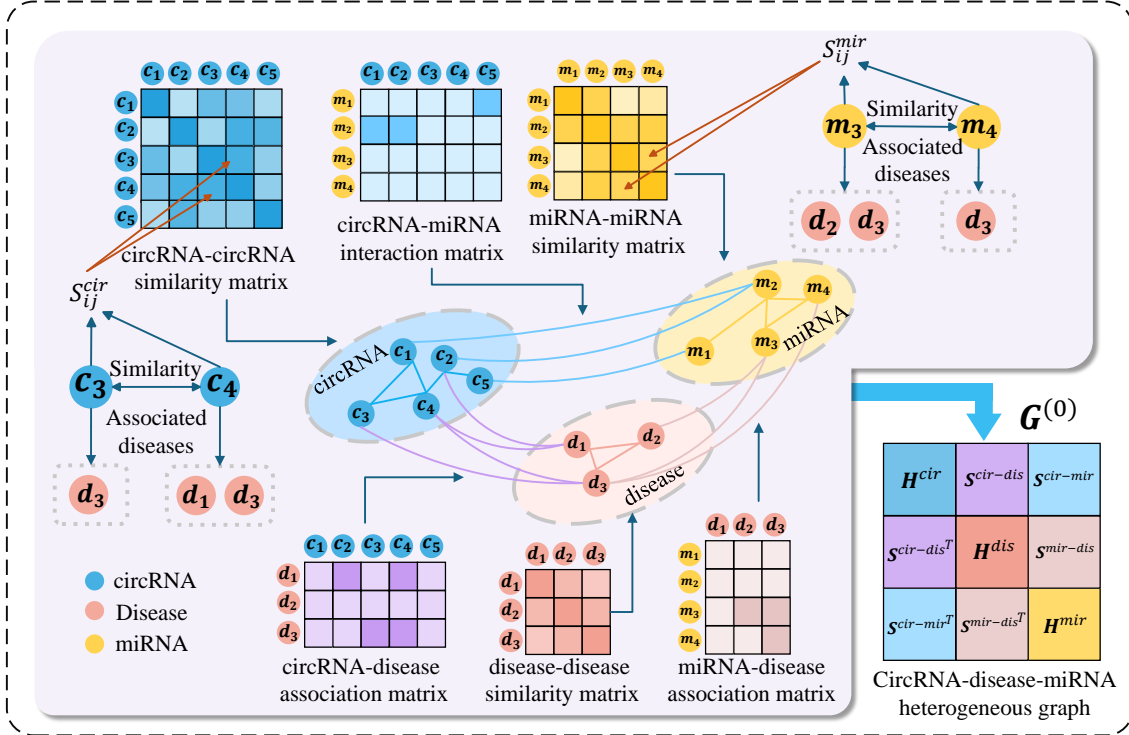 c₁ c₂ c₃ c₄ c₅
c₁
c₂
c₃
c₄
c₅
circRNA-circRNA
similarity matrix
c₁ c₂ c₃ c₄ c₅
m₁
m₂
m₃
m₄
circRNA-miRNA
interaction matrix
m₁ m₂ m₃ m₄
m₁
m₂
m₃
m₄
miRNA-miRNA
similarity matrix
S_{ij}^{mir}
Similarity
m₃ m₄
Associated
diseases
d₂ d₃ d₃
S_{ij}^{cir}
Similarity
c₃ c₄
Associated
diseases
d₃ d₁ d₃
circRNA
c₁ c₂
c₅
c₃ c₄
m₂ m₄
m₁ m₃
miRNA
d₁ d₂
d₃
disease
circRNA
Disease
miRNA
c₁ c₂ c₃ c₄ c₅
d₁
d₂
d₃
circRNA-disease
association matrix
d₁ d₂ d₃
d₁
d₂
d₃
disease-disease
similarity matrix
d₁ d₂ d₃
m₁
m₂
m₃
m₄
miRNA-disease
association matrix
G^{(0)}
H^{cir} S^{cir-dis} S^{cir-mir}
S^{cir-dis^T} H^{dis} S^{mir-dis}
S^{cir-mir^T} S^{mir-dis^T} H^{mir}
CircRNA-disease-miRNA
heterogeneous graph